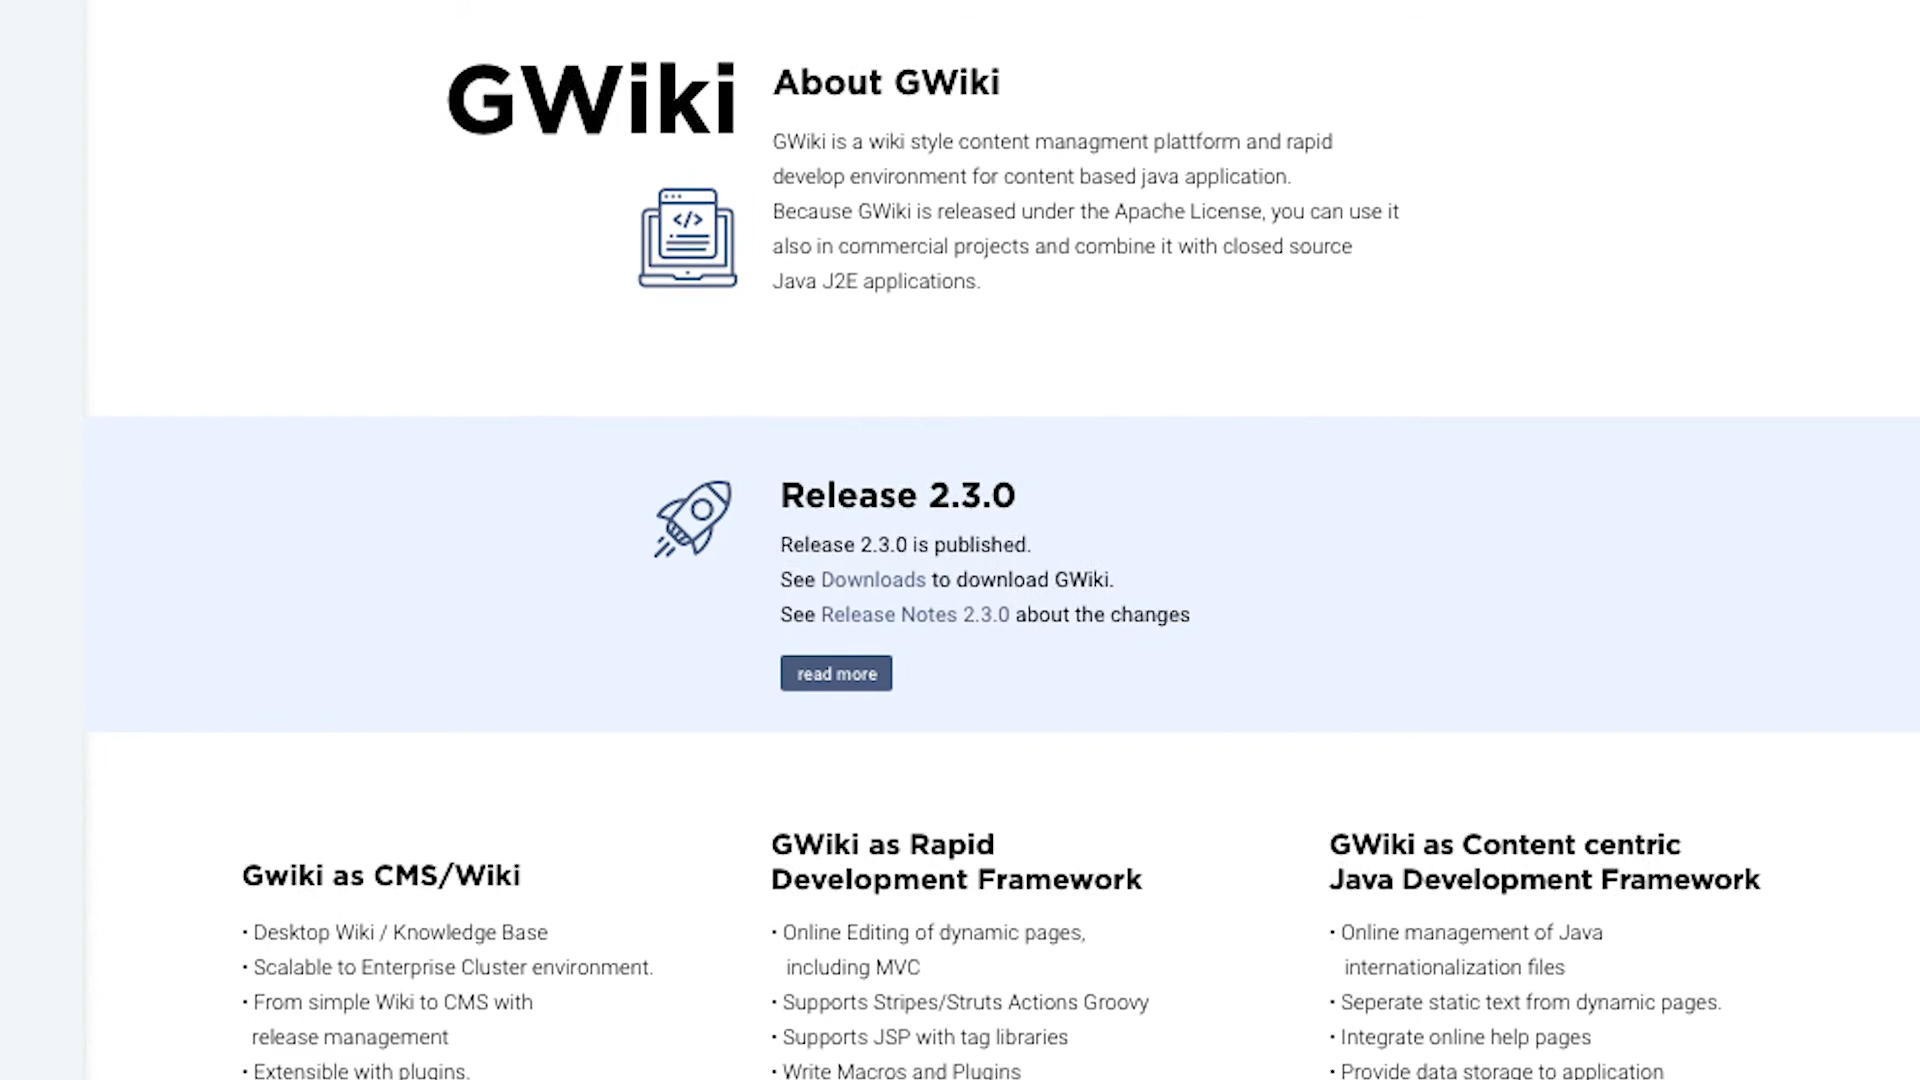 GWiki
About GWiki
GWiki is a wiki style content managment plattform and rapid
develop environment for content based java application.
Because GWiki is released under the Apache License, you can use it
also in commercial projects and combine it with closed source
Java J2E applications.
</>
Release 2.3.0
Release 2.3.0 is published.
See Downloads to download GWiki.
See Release Notes 2.3.0 about the changes
read more
Gwiki as CMS/Wiki
• Desktop Wiki / Knowledge Base
• Scalable to Enterprise Cluster environment.
• From simple Wiki to CMS with
release management
• Extensible with plugins.
GWiki as Rapid
Development Framework
• Online Editing of dynamic pages,
including MVC
• Supports Stripes/Struts Actions Groovy
• Supports JSP with tag libraries
• Write Macros and Plugins
GWiki as Content centric
Java Development Framework
• Online management of Java
internationalization files
• Seperate static text from dynamic pages.
• Integrate online help pages
• Provide data storage to application